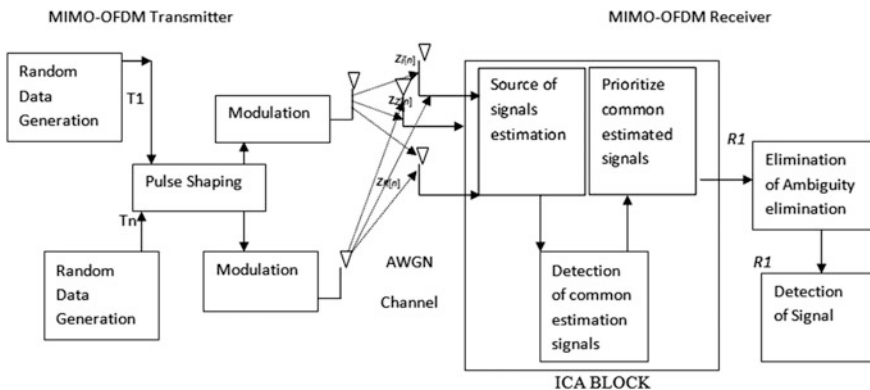 MIMO-OFDM Transmitter
MIMO-OFDM Receiver
Random
Data
Generation
T1
Modulation
Pulse Shaping
Tn
Random
Data
Generation
Modulation
AWGN
Channel
Source of
signals
estimation
Prioritize
common
estimated
signals
Detection
of common
estimation
signals
ICA BLOCK
R1
Elimination
of Ambiguity
elimination
R1
Detection
of Signal